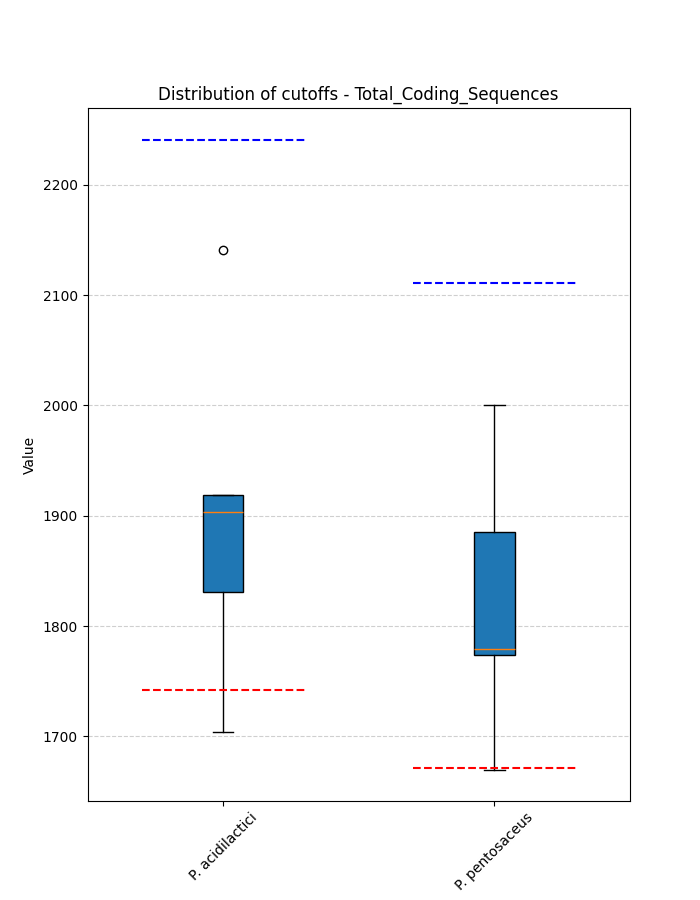 Distribution of cutoffs - Total_Coding_Sequences
2200
2100
2000
1900
1800
1700
Value
P. acidilactici
P. pentosaceus